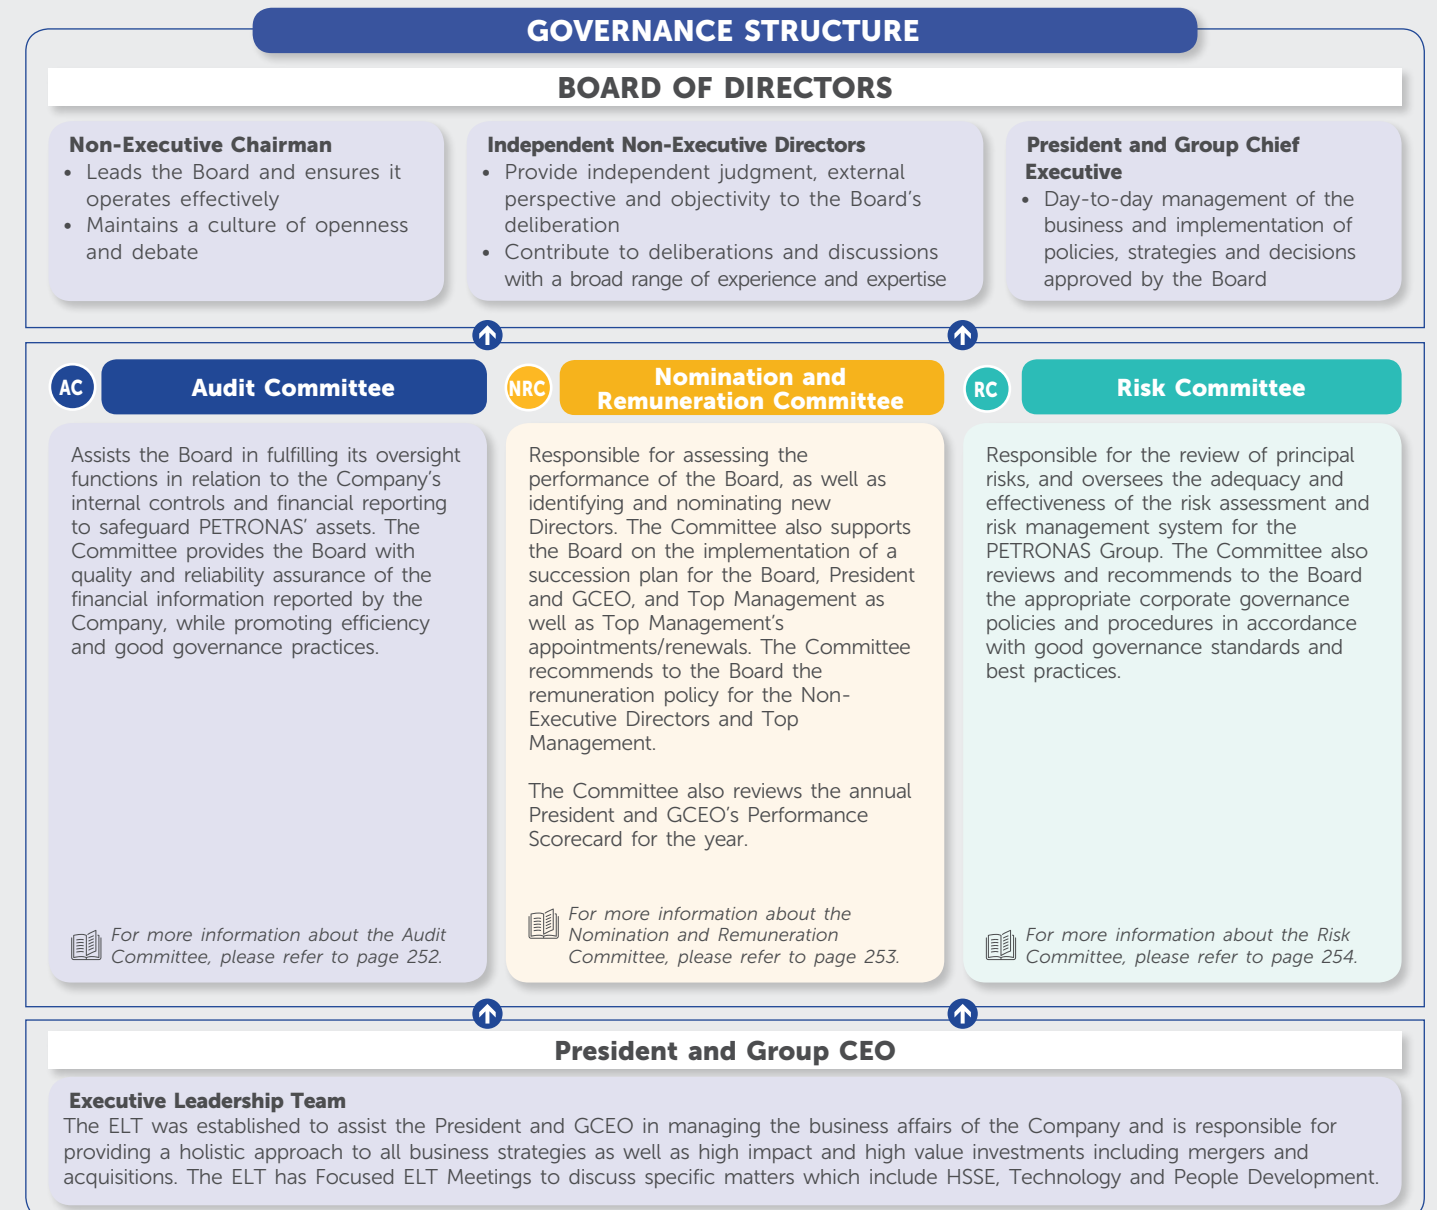 GOVERNANCE STRUCTURE
BOARD OF DIRECTORS
Non-Executive Chairman
• Leads the Board and ensures it
operates effectively
• Maintains a culture of openness
and debate
Independent Non-Executive Directors
• Provide independent judgment, external
perspective and objectivity to the Board's
deliberation
• Contribute to deliberations and discussions
with a broad range of experience and expertise
President and Group Chief
Executive
• Day-to-day management of the
business and implementation of
policies, strategies and decisions
approved by the Board
AC
Audit Committee
Assists the Board in fulfilling its oversight
functions in relation to the Company's
internal controls and financial reporting
to safeguard PETRONAS' assets. The
Committee provides the Board with
quality and reliability assurance of the
financial information reported by the
Company, while promoting efficiency
and good governance practices.
For more information about the Audit
Committee, please refer to page 252.
NRC
Nomination and
Remuneration Committee
Responsible for assessing the
performance of the Board, as well as
identifying and nominating new
Directors. The Committee also supports
the Board on the implementation of a
succession plan for the Board, President
and GCEO, and Top Management as
well as Top Management's
appointments/renewals. The Committee
recommends to the Board the
remuneration policy for the Non-
Executive Directors and Top
Management.
The Committee also reviews the annual
President and GCEO's Performance
Scorecard for the year.
For more information about the
Nomination and Remuneration
Committee, please refer to page 253.
RC
Risk Committee
Responsible for the review of principal
risks, and oversees the adequacy and
effectiveness of the risk assessment and
risk management system for the
PETRONAS Group. The Committee also
reviews and recommends to the Board
the appropriate corporate governance
policies and procedures in accordance
with good governance standards and
best practices.
For more information about the Risk
Committee, please refer to page 254.
President and Group CEO
Executive Leadership Team
The ELT was established to assist the President and GCEO in managing the business affairs of the Company and is responsible for
providing a holistic approach to all business strategies as well as high impact and high value investments including mergers and
acquisitions. The ELT has Focused ELT Meetings to discuss specific matters which include HSSE, Technology and People Development.